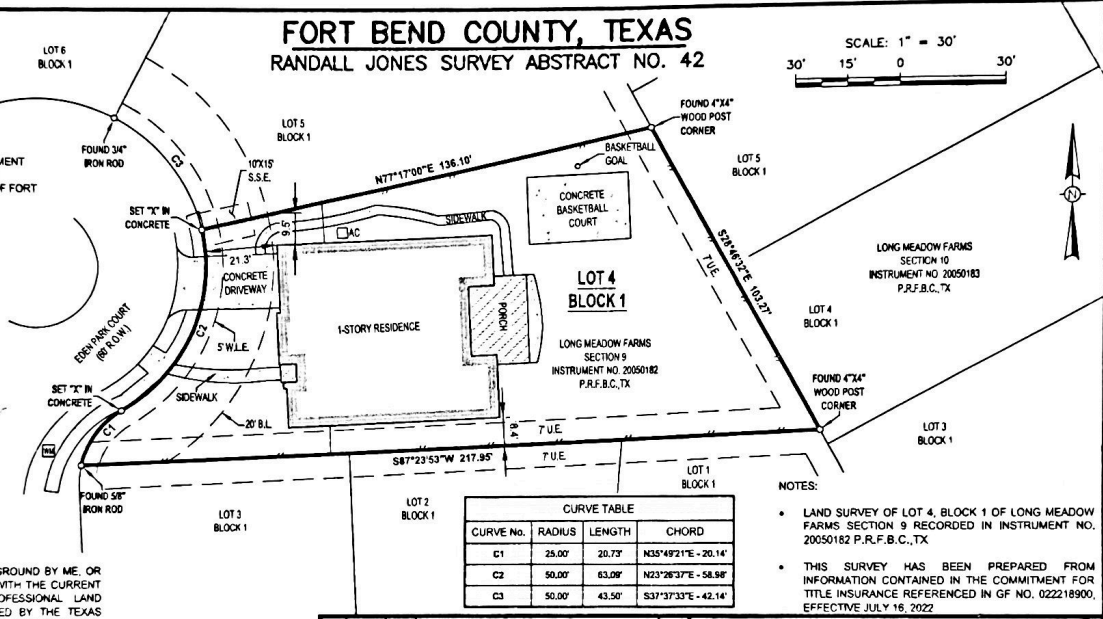 FORT BEND COUNTY, TEXAS
RANDALL JONES SURVEY ABSTRACT NO. 42
SCALE: 1" = 30'
30' 15' 0 30'
LOT 6
BLOCK 1
FOUND 3/4"
IRON ROD
C3
LOT 5
BLOCK 1
10'X15'
S.S.E.
N77°17'00"E 136.10'
FOUND 4"X4"
WOOD POST
CORNER
BASKETBALL
GOAL
LOT 5
BLOCK 1
N
MENT
F FORT
SET "X" IN
CONCRETE
9.5'
AC
SIDEWALK
CONCRETE
BASKETBALL
COURT
S28°46'32"E 103.27'
7' U.E.
LONG MEADOW FARMS
SECTION 10
INSTRUMENT NO 20050183
P.R.F.B.C.,TX
21.3'
CONCRETE
DRIVEWAY
LOT 4
BLOCK 1
PORCH
1-STORY RESIDENCE
LONG MEADOW FARMS
SECTION 9
INSTRUMENT NO. 20050182
P.R.F.B.C.,TX
LOT 4
BLOCK 1
EDEN PARK COURT
(60' R.O.W.)
C2
5' W.L.E.
SET "X" IN
CONCRETE
SIDEWALK
C1
20' B.L.
WM
FOUND 4"X4"
WOOD POST
CORNER
8.4'
7' U.E.
S87°23'53"W 217.95'
7' U.E.
LOT 3
BLOCK 1
FOUND 5/8"
IRON ROD
LOT 3
BLOCK 1
LOT 2
BLOCK 1
LOT 1
BLOCK 1
CURVE TABLE
CURVE No. RADIUS LENGTH CHORD
C1 25.00' 20.73' N35°49'21"E - 20.14'
C2 50.00' 63.09' N23°26'37"E - 58.98'
C3 50.00' 43.50' S37°37'33"E - 42.14'
NOTES:
• LAND SURVEY OF LOT 4, BLOCK 1 OF LONG MEADOW
FARMS SECTION 9 RECORDED IN INSTRUMENT NO.
20050182 P.R.F.B.C.,TX
• THIS SURVEY HAS BEEN PREPARED FROM
INFORMATION CONTAINED IN THE COMMITMENT FOR
TITLE INSURANCE REFERENCED IN GF NO. 022218900,
EFFECTIVE JULY 16, 2022
GROUND BY ME, OR
WITH THE CURRENT
OFESSIONAL LAND
ED BY THE TEXAS